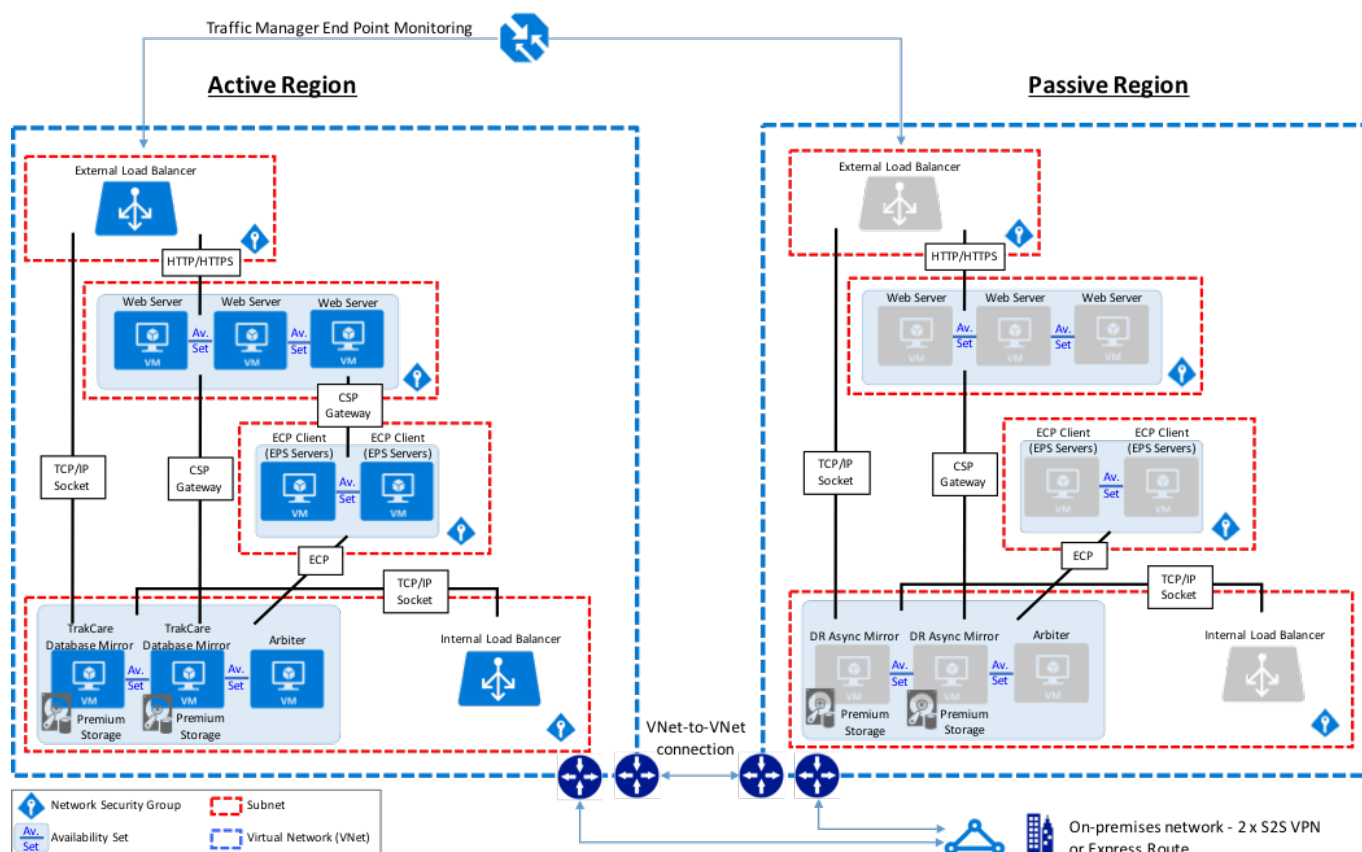 Traffic Manager End Point Monitoring
Active Region
Passive Region
External Load Balancer
HTTP/HTTPS
Web Server
Web Server
Web Server
Av.
Set
Av.
Set
VM
VM
VM
CSP
Gateway
ECP Client
(EPS Servers)
ECP Client
(EPS Servers)
Av.
Set
VM
VM
TCP/IP
Socket
CSP
Gateway
ECP
TCP/IP
Socket
TrakCare
Database Mirror
TrakCare
Database Mirror
Arbiter
Internal Load Balancer
Av.
Set
Av.
Set
VM
VM
VM
Premium
Storage
Premium
Storage
External Load Balancer
HTTP/HTTPS
Web Server
Web Server
Web Server
Av.
Set
Av.
Set
VM
VM
VM
ECP Client
(EPS Servers)
ECP Client
(EPS Servers)
Av.
Set
VM
VM
TCP/IP
Socket
CSP
Gateway
ECP
TCP/IP
Socket
DR Async Mirror
DR Async Mirror
Arbiter
Internal Load Balancer
Av.
Set
Av.
Set
VM
VM
VM
Premium
Storage
Premium
Storage
VNet-to-VNet
connection
Network Security Group
Subnet
Av.
Set
Availability Set
Virtual Network (VNet)
On-premises network - 2 x S2S VPN
or Express Route